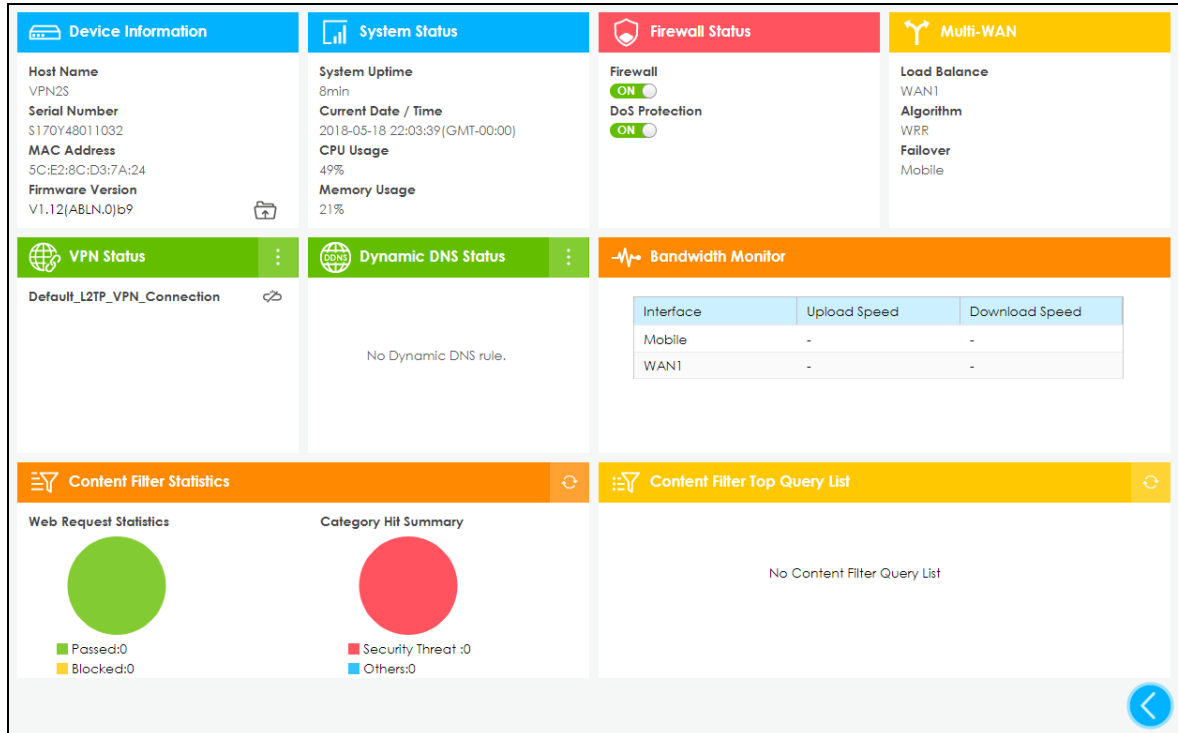 Device Information
Host Name
VPN2S
Serial Number
S170Y48011032
MAC Address
5C:E2:8C:D3:7A:24
Firmware Version
V1.12(ABLN.0)b9
System Status
System Uptime
8min
Current Date / Time
2018-05-18 22:03:39(GMT-00:00)
CPU Usage
49%
Memory Usage
21%
Firewall Status
Firewall
ON
DoS Protection
ON
Multi-WAN
Load Balance
WAN1
Algorithm
WRR
Failover
Mobile
VPN Status
Default_L2TP_VPN_Connection
DDNS
Dynamic DNS Status
No Dynamic DNS rule.
Bandwidth Monitor
Interface Upload Speed Download Speed
Mobile - -
WAN1 - -
Content Filter Statistics
Web Request Statistics
Passed:0
Blocked:0
Category Hit Summary
Security Threat :0
Others:0
Content Filter Top Query List
No Content Filter Query List